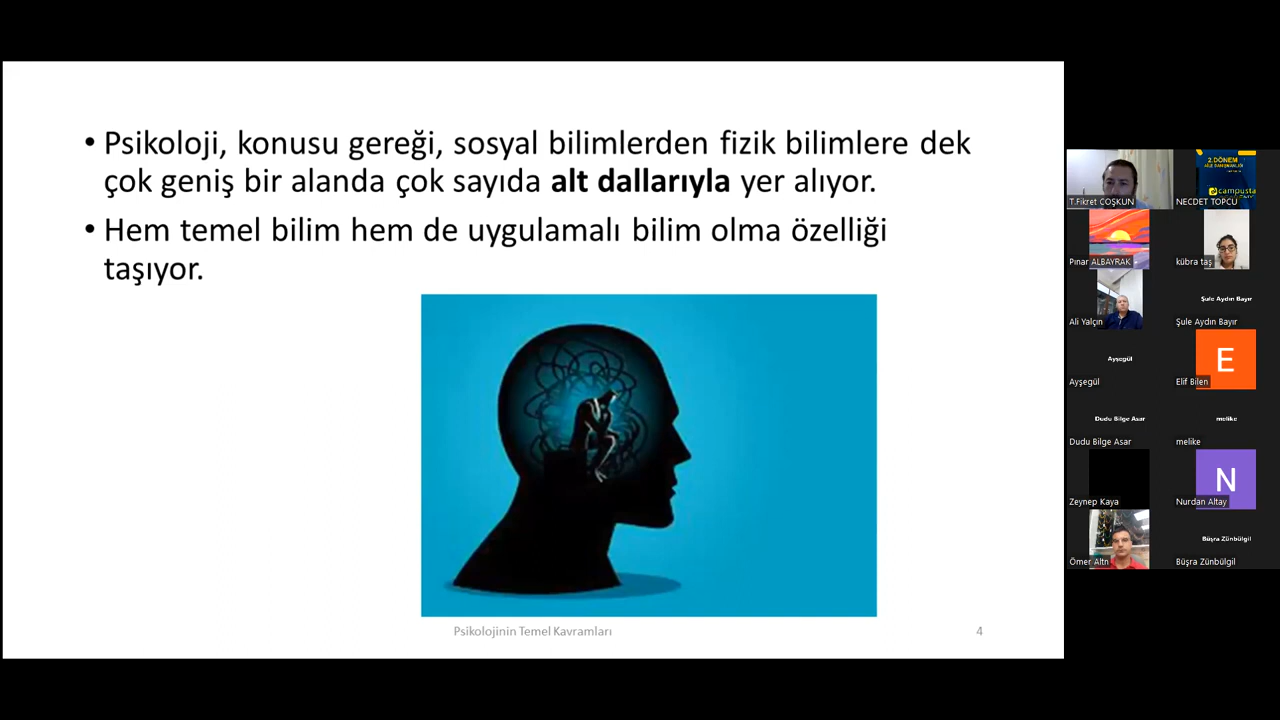 • Psikoloji, konusu gereği, sosyal bilimlerden fizik bilimlere dek
çok geniş bir alanda çok sayıda alt dallarıyla yer alıyor.
• Hem temel bilim hem de uygulamalı bilim olma özelliği
taşıyor.
Psikolojinin Temel Kavramları
4
2.DÖNEM
AİLE DANIŞMANLIĞI
campusta
T.Fikret COŞKUN
NECDET TOPCU
Pınar ALBAYRAK
kübra taş
Ali Yalçın
Şule Aydın Bayır
Şule Aydın Bayır
Ayşegül
Ayşegül
E
Elif Bilen
Dudu Bilge Asar
Dudu Bilge Asar
melike
melike
Zeynep Kaya
N
Nurdan Altay
Ömer Altn
Büşra Zünbülgil
Büşra Zünbülgil